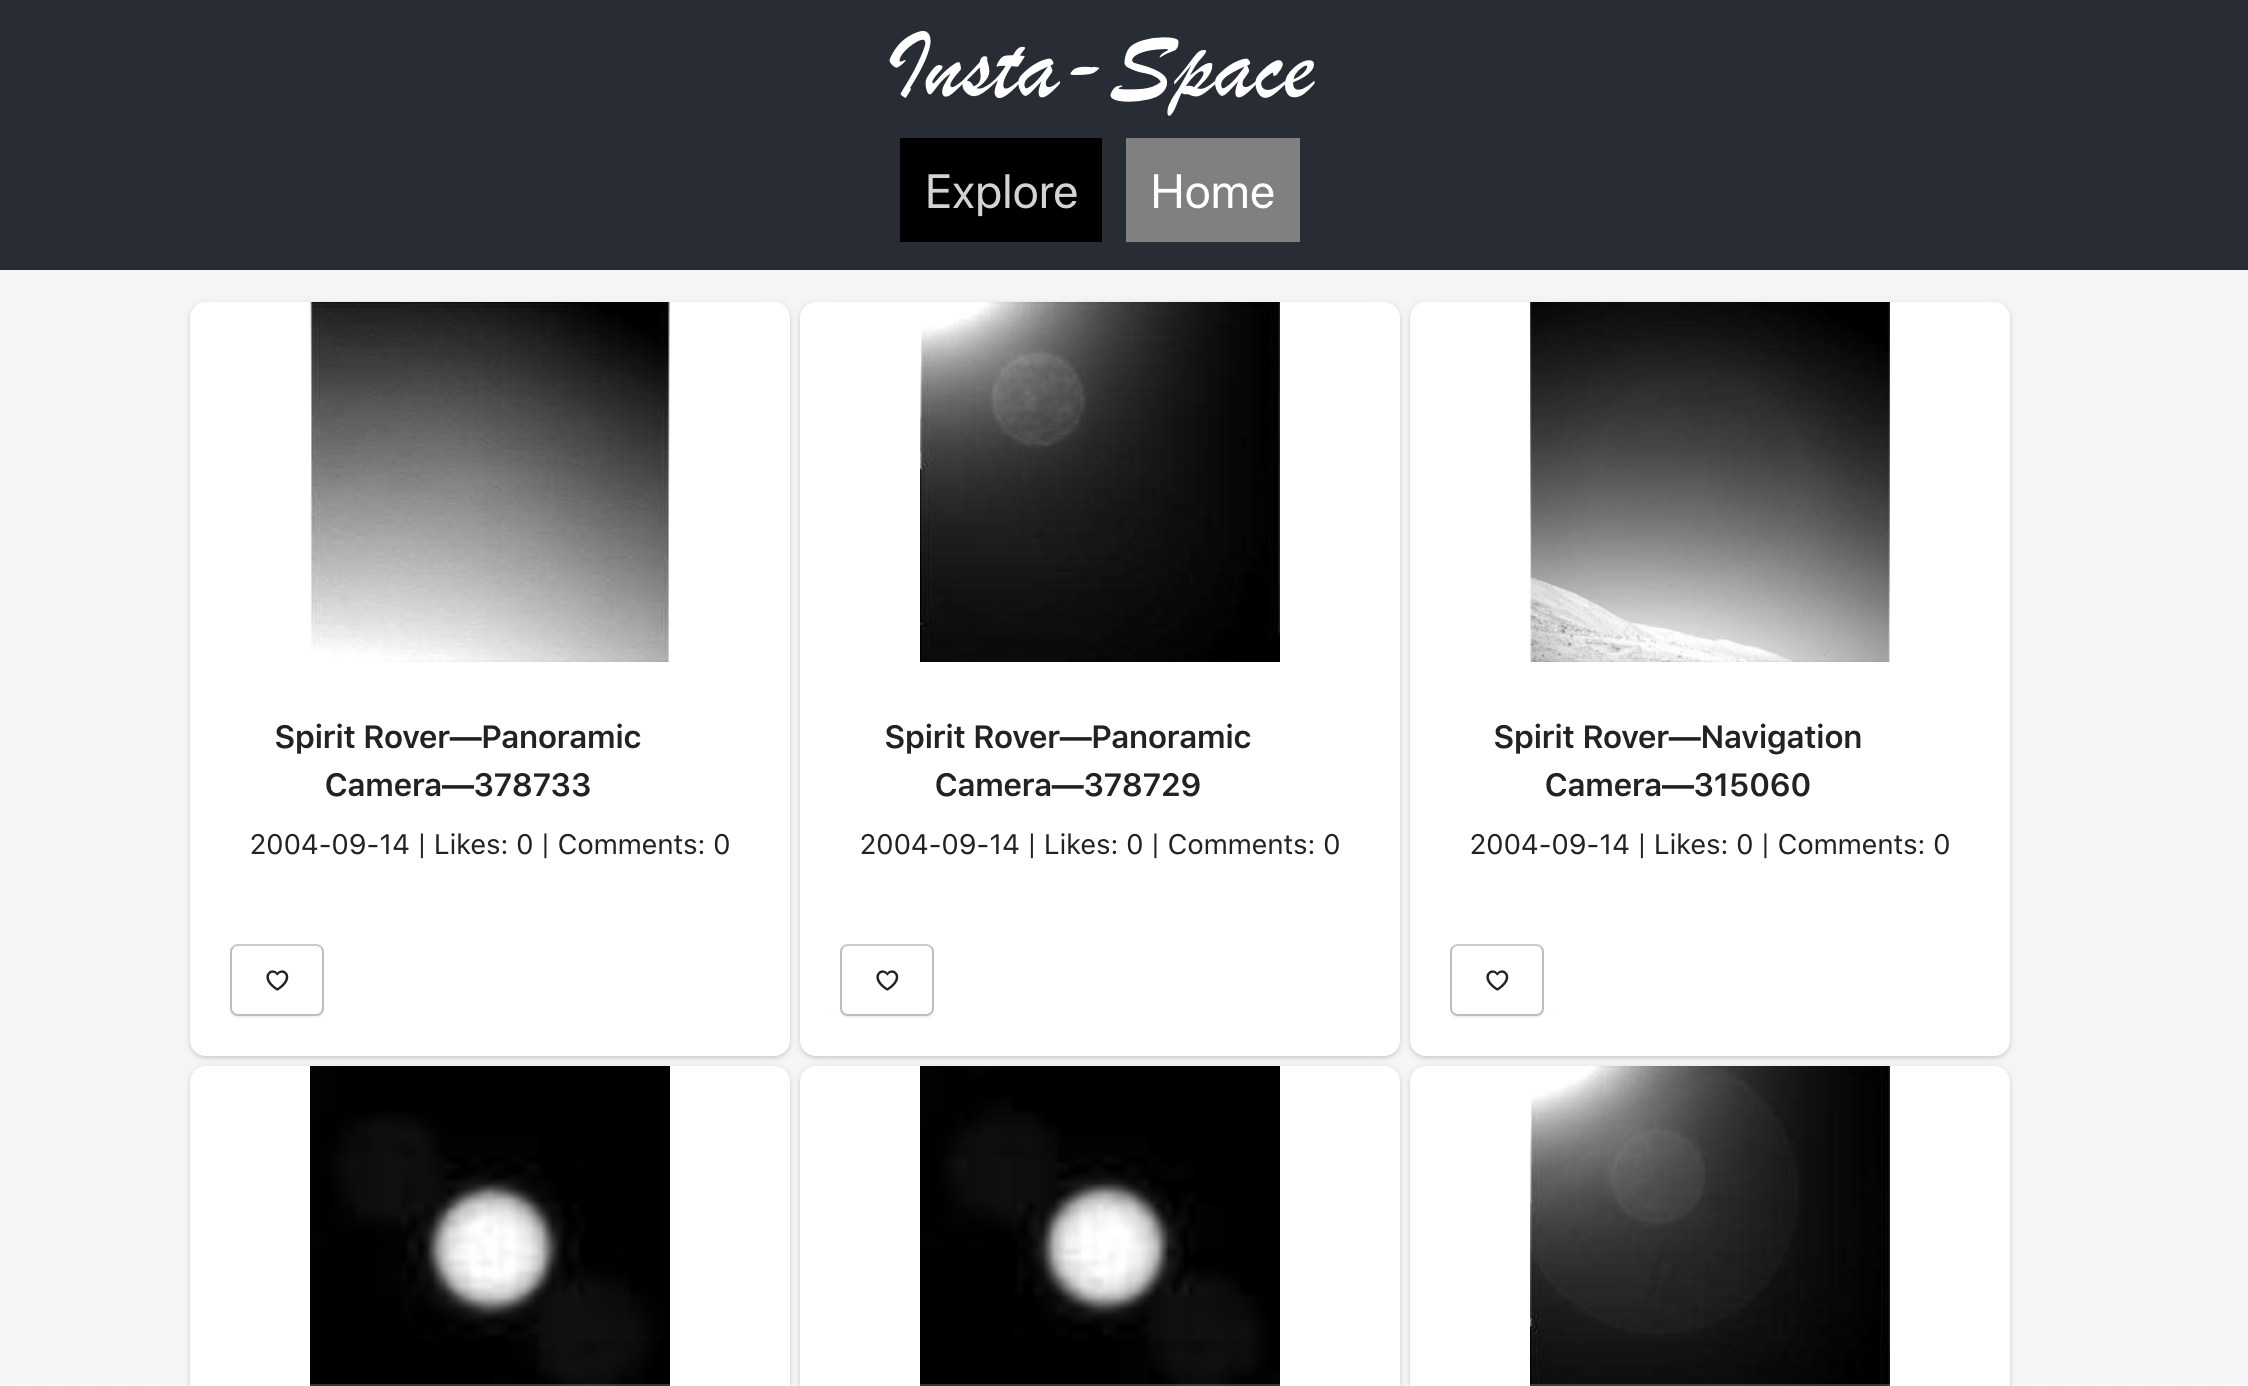 Insta-Space
Explore
Home
Spirit Rover—Panoramic
Camera—378733
2004-09-14 | Likes: 0 | Comments: 0
Spirit Rover—Panoramic
Camera—378729
2004-09-14 | Likes: 0 | Comments: 0
Spirit Rover—Navigation
Camera—315060
2004-09-14 | Likes: 0 | Comments: 0